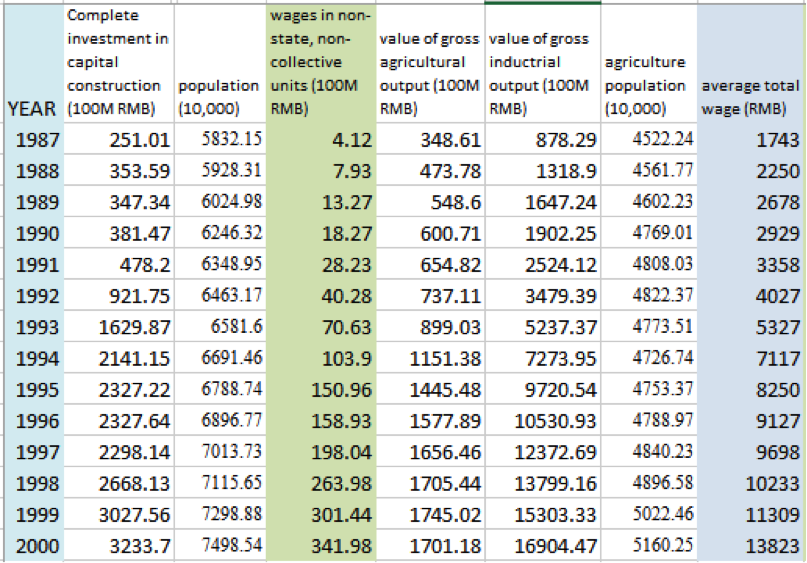 YEAR Complete investment in capital construction (100M RMB) population (10,000) wages in non-state, non-collective units (100M RMB) value of gross agricultural output (100M RMB) value of gross inductrial output (100M RMB) agriculture population (10,000) average total wage (RMB)
1987 251.01 5832.15 4.12 348.61 878.29 4522.24 1743
1988 353.59 5928.31 7.93 473.78 1318.9 4561.77 2250
1989 347.34 6024.98 13.27 548.6 1647.24 4602.23 2678
1990 381.47 6246.32 18.27 600.71 1902.25 4769.01 2929
1991 478.2 6348.95 28.23 654.82 2524.12 4808.03 3358
1992 921.75 6463.17 40.28 737.11 3479.39 4822.37 4027
1993 1629.87 6581.6 70.63 899.03 5237.37 4773.51 5327
1994 2141.15 6691.46 103.9 1151.38 7273.95 4726.74 7117
1995 2327.22 6788.74 150.96 1445.48 9720.54 4753.37 8250
1996 2327.64 6896.77 158.93 1577.89 10530.93 4788.97 9127
1997 2298.14 7013.73 198.04 1656.46 12372.69 4840.23 9698
1998 2668.13 7115.65 263.98 1705.44 13799.16 4896.58 10233
1999 3027.56 7298.88 301.44 1745.02 15303.33 5022.46 11309
2000 3233.7 7498.54 341.98 1701.18 16904.47 5160.25 13823